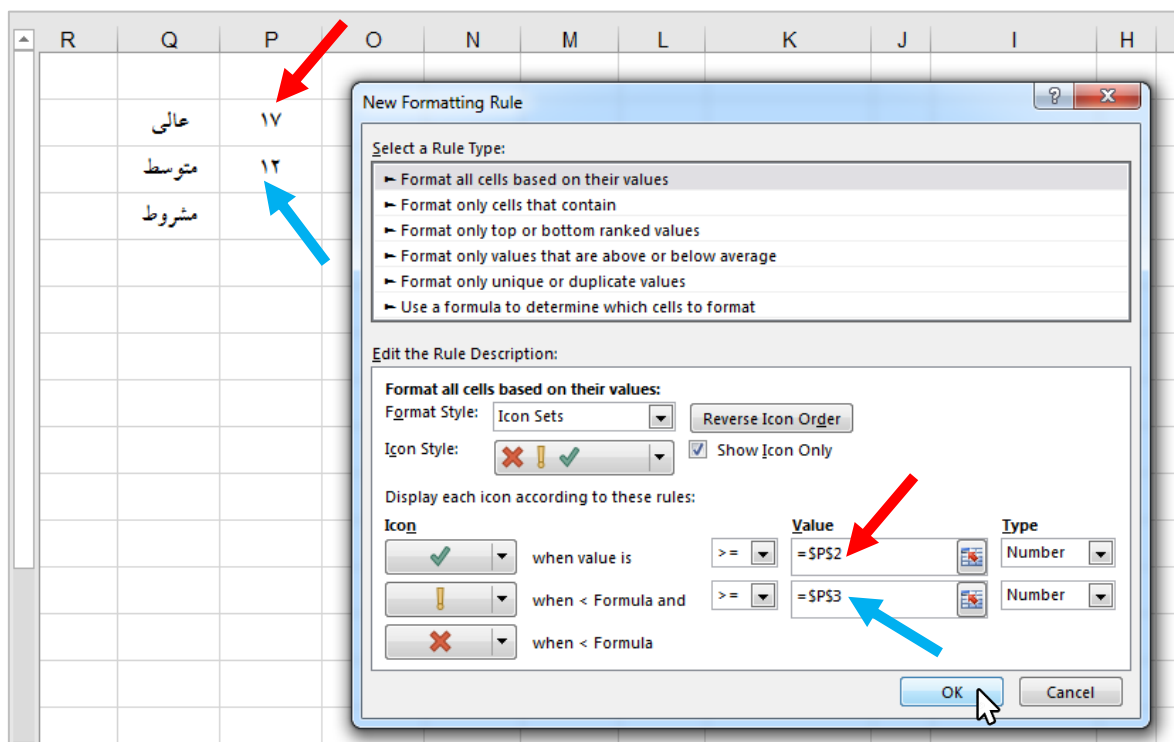 R Q P O N M L K J I H
عالی ۱۷
متوسط ۱۲
مشروط
New Formatting Rule
Select a Rule Type:
► Format all cells based on their values
► Format only cells that contain
► Format only top or bottom ranked values
► Format only values that are above or below average
► Format only unique or duplicate values
► Use a formula to determine which cells to format
Edit the Rule Description:
Format all cells based on their values:
Format Style: Icon Sets Reverse Icon Order
Icon Style: Show Icon Only
Display each icon according to these rules:
Icon Value Type
when value is >= =$P$2 Number
when < Formula and >= =$P$3 Number
when < Formula
OK Cancel